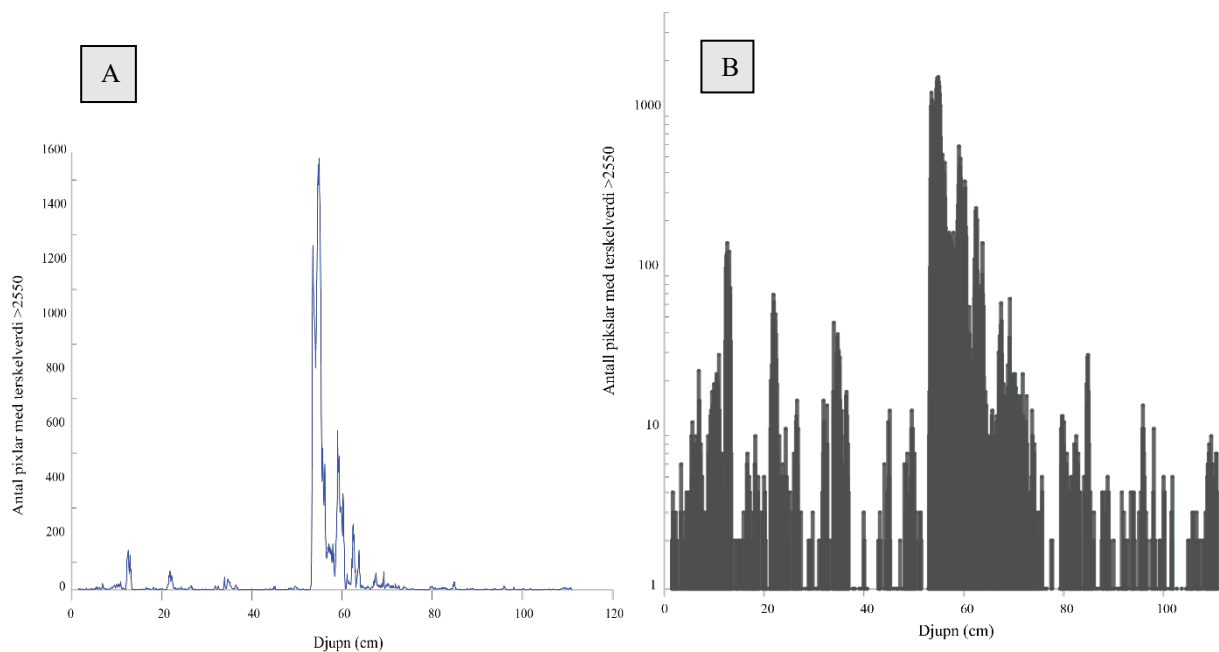 A
Antal pixlar med terskelverdi >2550
1600
1400
1200
1000
800
600
400
200
0
0 20 40 60 80 100 120
Djupn (cm)
B
Antall pikslar med terskelverdi >2550
1000
100
10
1
0 20 40 60 80 100
Djupn (cm)